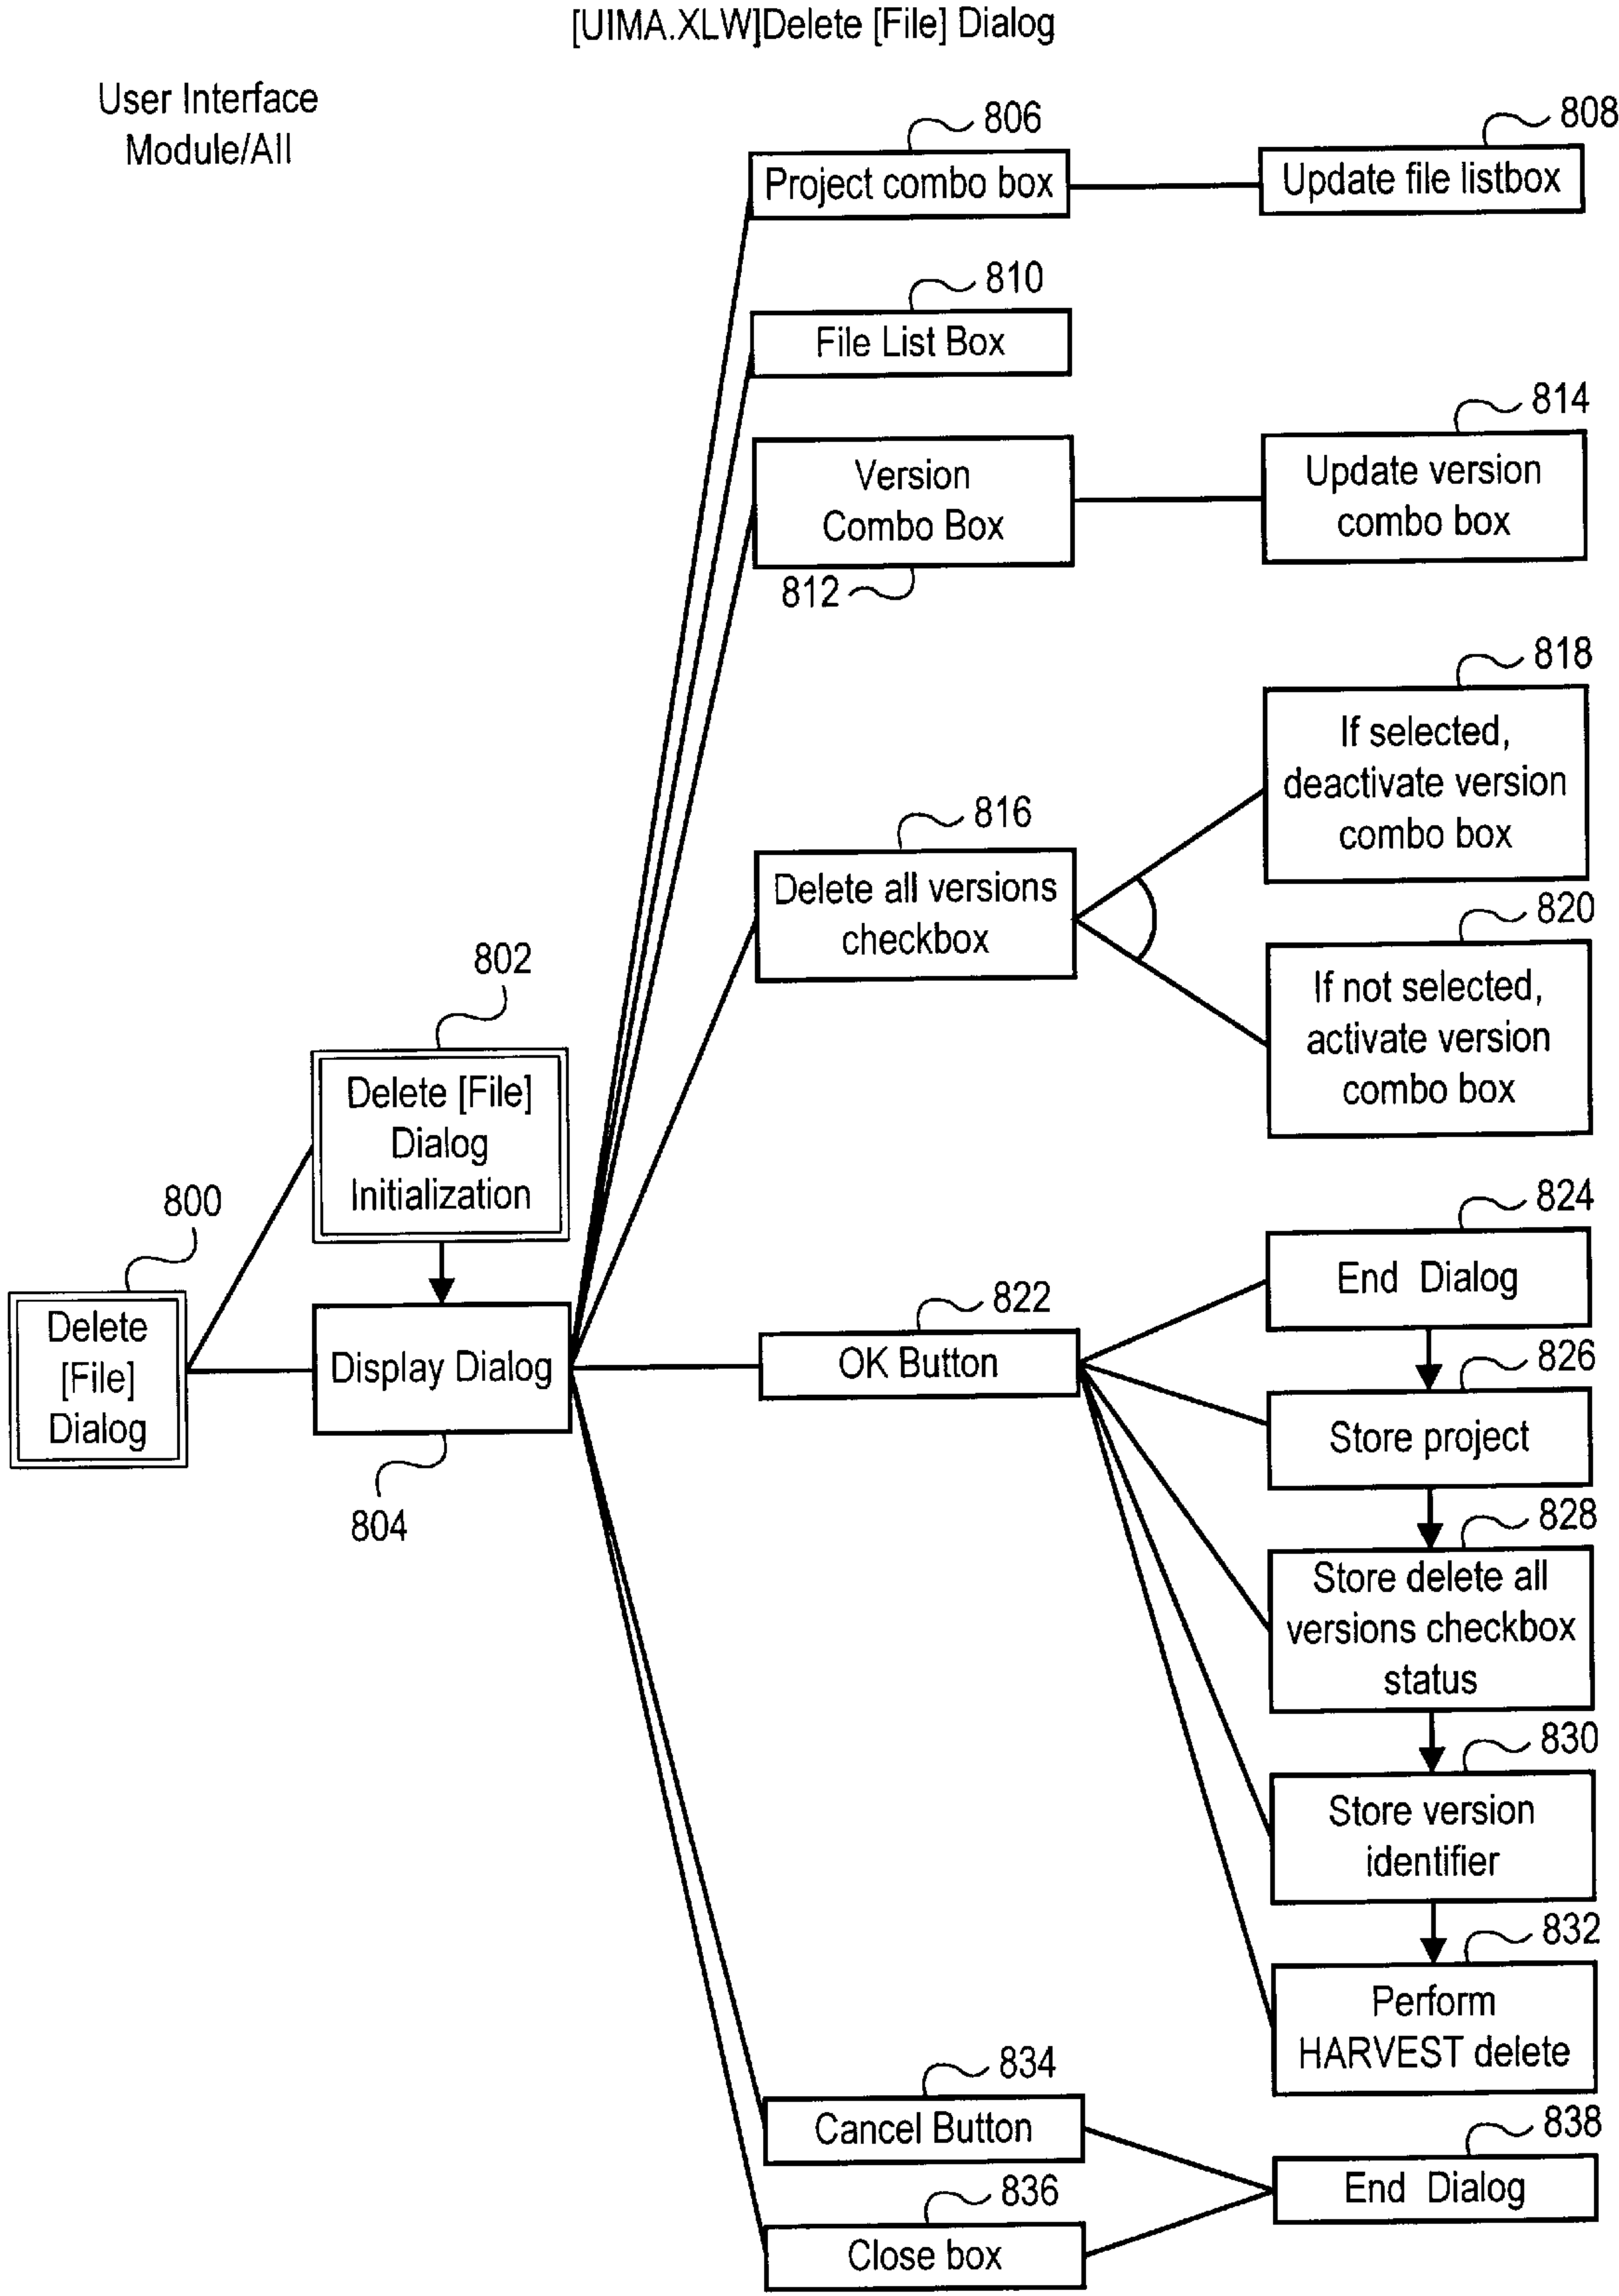 [UIMA.XLW]Delete [File] Dialog
User Interface
Module/All
806
Project combo box
808
Update file listbox
810
File List Box
Version
Combo Box
812
814
Update version
combo box
816
Delete all versions
checkbox
818
If selected,
deactivate version
combo box
820
If not selected,
activate version
combo box
800
Delete
[File]
Dialog
802
Delete [File]
Dialog
Initialization
Display Dialog
804
822
OK Button
824
End Dialog
826
Store project
828
Store delete all
versions checkbox
status
830
Store version
identifier
832
Perform
HARVEST delete
834
Cancel Button
836
Close box
838
End Dialog